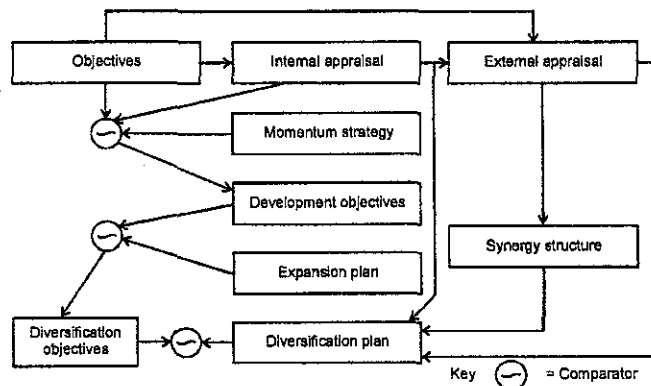 Objectives
Internal appraisal
External appraisal
Momentum strategy
Development objectives
Synergy structure
Expansion plan
Diversification
objectives
Diversification plan
Key = Comparator